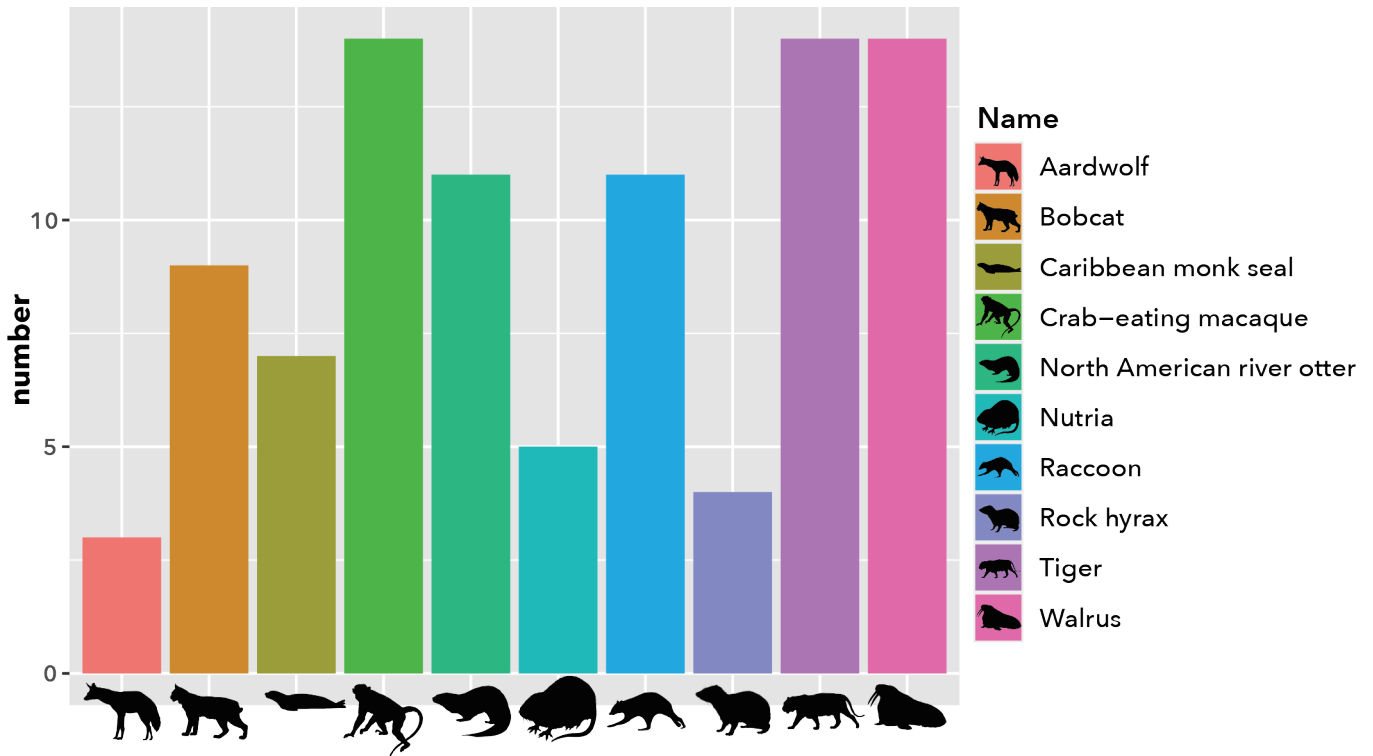 number
10
5
0
Name
Aardwolf
Bobcat
Caribbean monk seal
Crab−eating macaque
North American river otter
Nutria
Raccoon
Rock hyrax
Tiger
Walrus